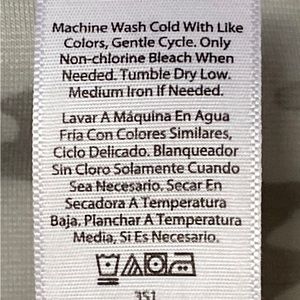 Machine Wash Cold With Like
Colors, Gentle Cycle. Only
Non-chlorine Bleach When
Needed. Tumble Dry Low.
Medium Iron If Needed.
Lavar A Máquina En Agua
Fria Con Colores Similares,
Ciclo Delicado. Blanqueador
Sin Cloro Solamente Cuando
Sea Necesario. Secar En
Secadora A Temperatura
Baja, Planchar A Temperatura
Media, Si Es Necesario.
351